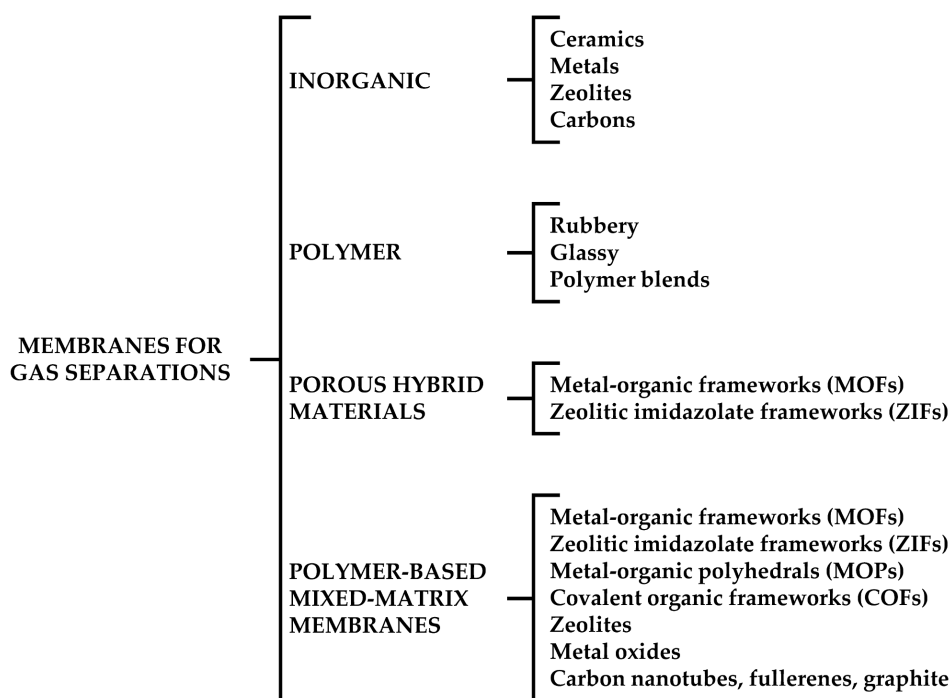 MEMBRANES FOR
GAS SEPARATIONS
INORGANIC
Ceramics
Metals
Zeolites
Carbons
POLYMER
Rubbery
Glassy
Polymer blends
POROUS HYBRID
MATERIALS
Metal-organic frameworks (MOFs)
Zeolitic imidazolate frameworks (ZIFs)
POLYMER-BASED
MIXED-MATRIX
MEMBRANES
Metal-organic frameworks (MOFs)
Zeolitic imidazolate frameworks (ZIFs)
Metal-organic polyhedrals (MOPs)
Covalent organic frameworks (COFs)
Zeolites
Metal oxides
Carbon nanotubes, fullerenes, graphite